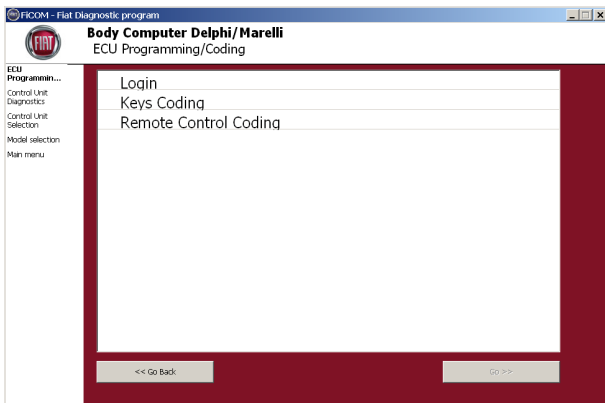 FiCOM - Fiat Diagnostic program
FIAT
Body Computer Delphi/Marelli
ECU Programming/Coding
ECU
Programmin...
Control Unit
Diagnostics
Control Unit
Selection
Model selection
Main menu
Login
Keys Coding
Remote Control Coding
<< Go Back
Go >>